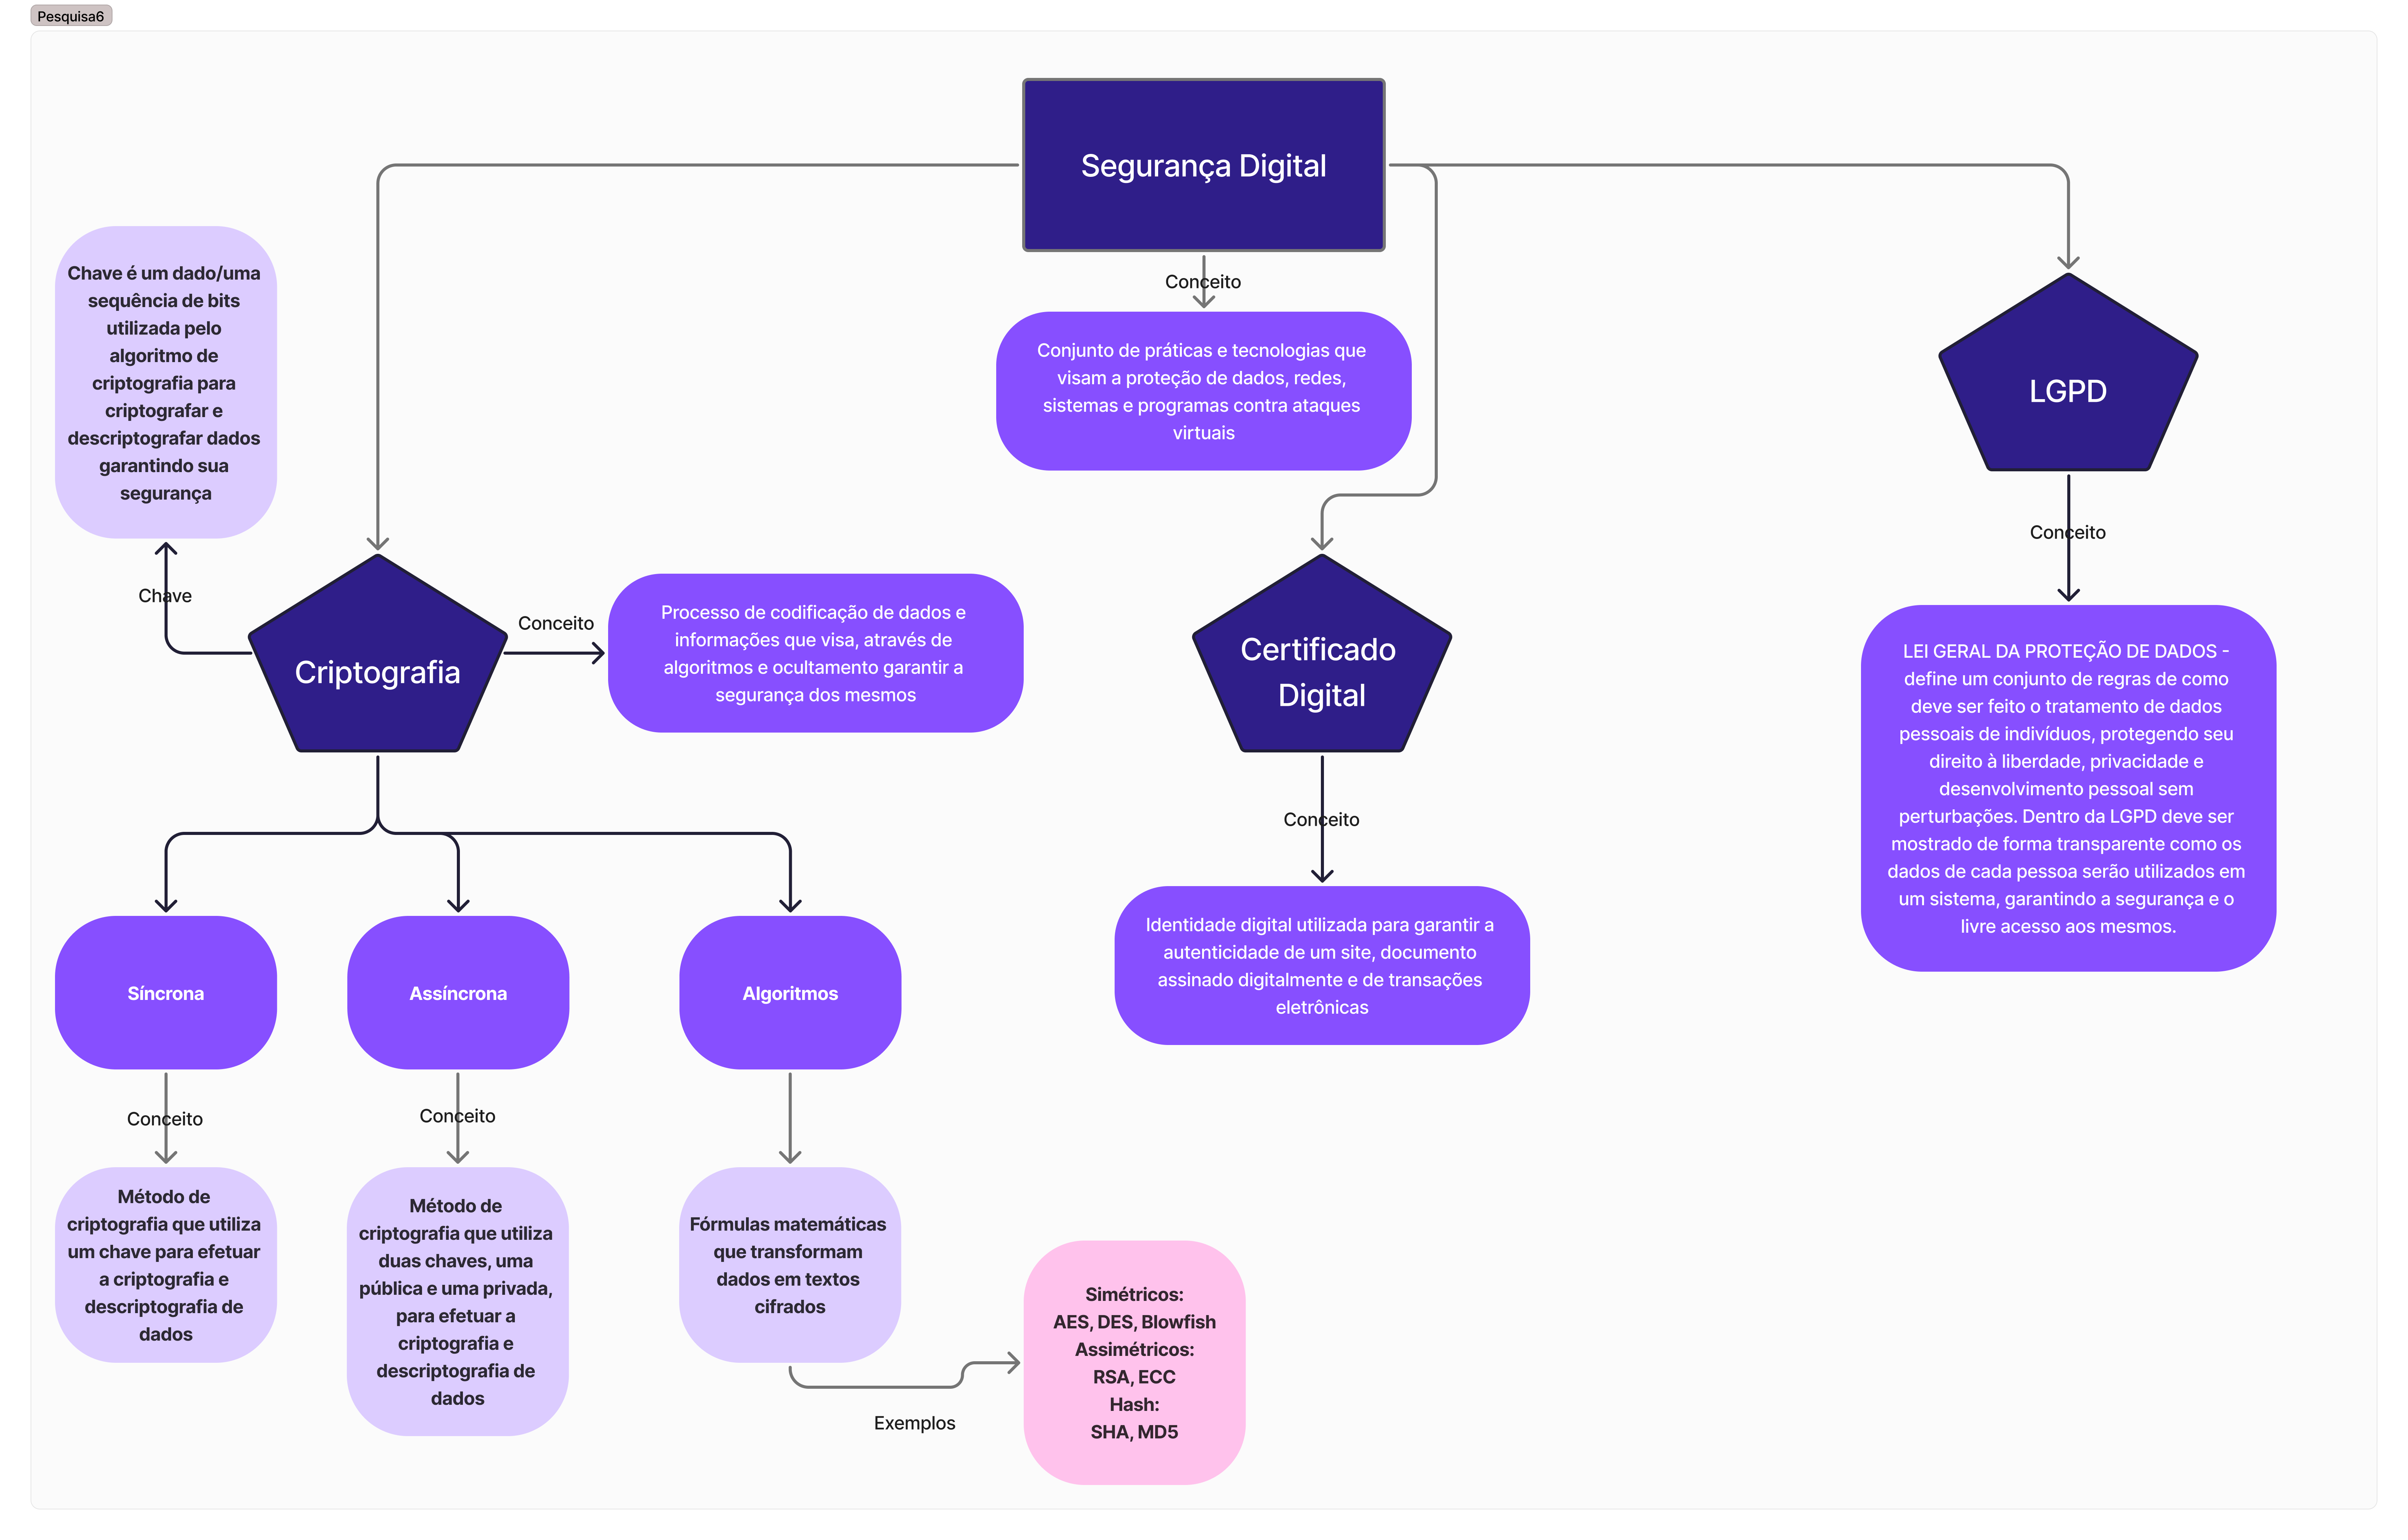 Pesquisa6
Segurança Digital
Conceito
Conjunto de práticas e tecnologias que
visam a proteção de dados, redes,
sistemas e programas contra ataques
virtuais
Chave é um dado/uma
sequência de bits
utilizada pelo
algoritmo de
criptografia para
criptografar e
descriptografar dados
garantindo sua
segurança
Chave
Criptografia
Conceito
Processo de codificação de dados e
informações que visa, através de
algoritmos e ocultamento garantir a
segurança dos mesmos
Certificado
Digital
Conceito
Identidade digital utilizada para garantir a
autenticidade de um site, documento
assinado digitalmente e de transações
eletrônicas
LGPD
Conceito
LEI GERAL DA PROTEÇÃO DE DADOS -
define um conjunto de regras de como
deve ser feito o tratamento de dados
pessoais de indivíduos, protegendo seu
direito à liberdade, privacidade e
desenvolvimento pessoal sem
perturbações. Dentro da LGPD deve ser
mostrado de forma transparente como os
dados de cada pessoa serão utilizados em
um sistema, garantindo a segurança e o
livre acesso aos mesmos.
Síncrona
Conceito
Método de
criptografia que utiliza
um chave para efetuar
a criptografia e
descriptografia de
dados
Assíncrona
Conceito
Método de
criptografia que utiliza
duas chaves, uma
pública e uma privada,
para efetuar a
criptografia e
descriptografia de
dados
Algoritmos
Fórmulas matemáticas
que transformam
dados em textos
cifrados
Exemplos
Simétricos:
AES, DES, Blowfish
Assimétricos:
RSA, ECC
Hash:
SHA, MD5